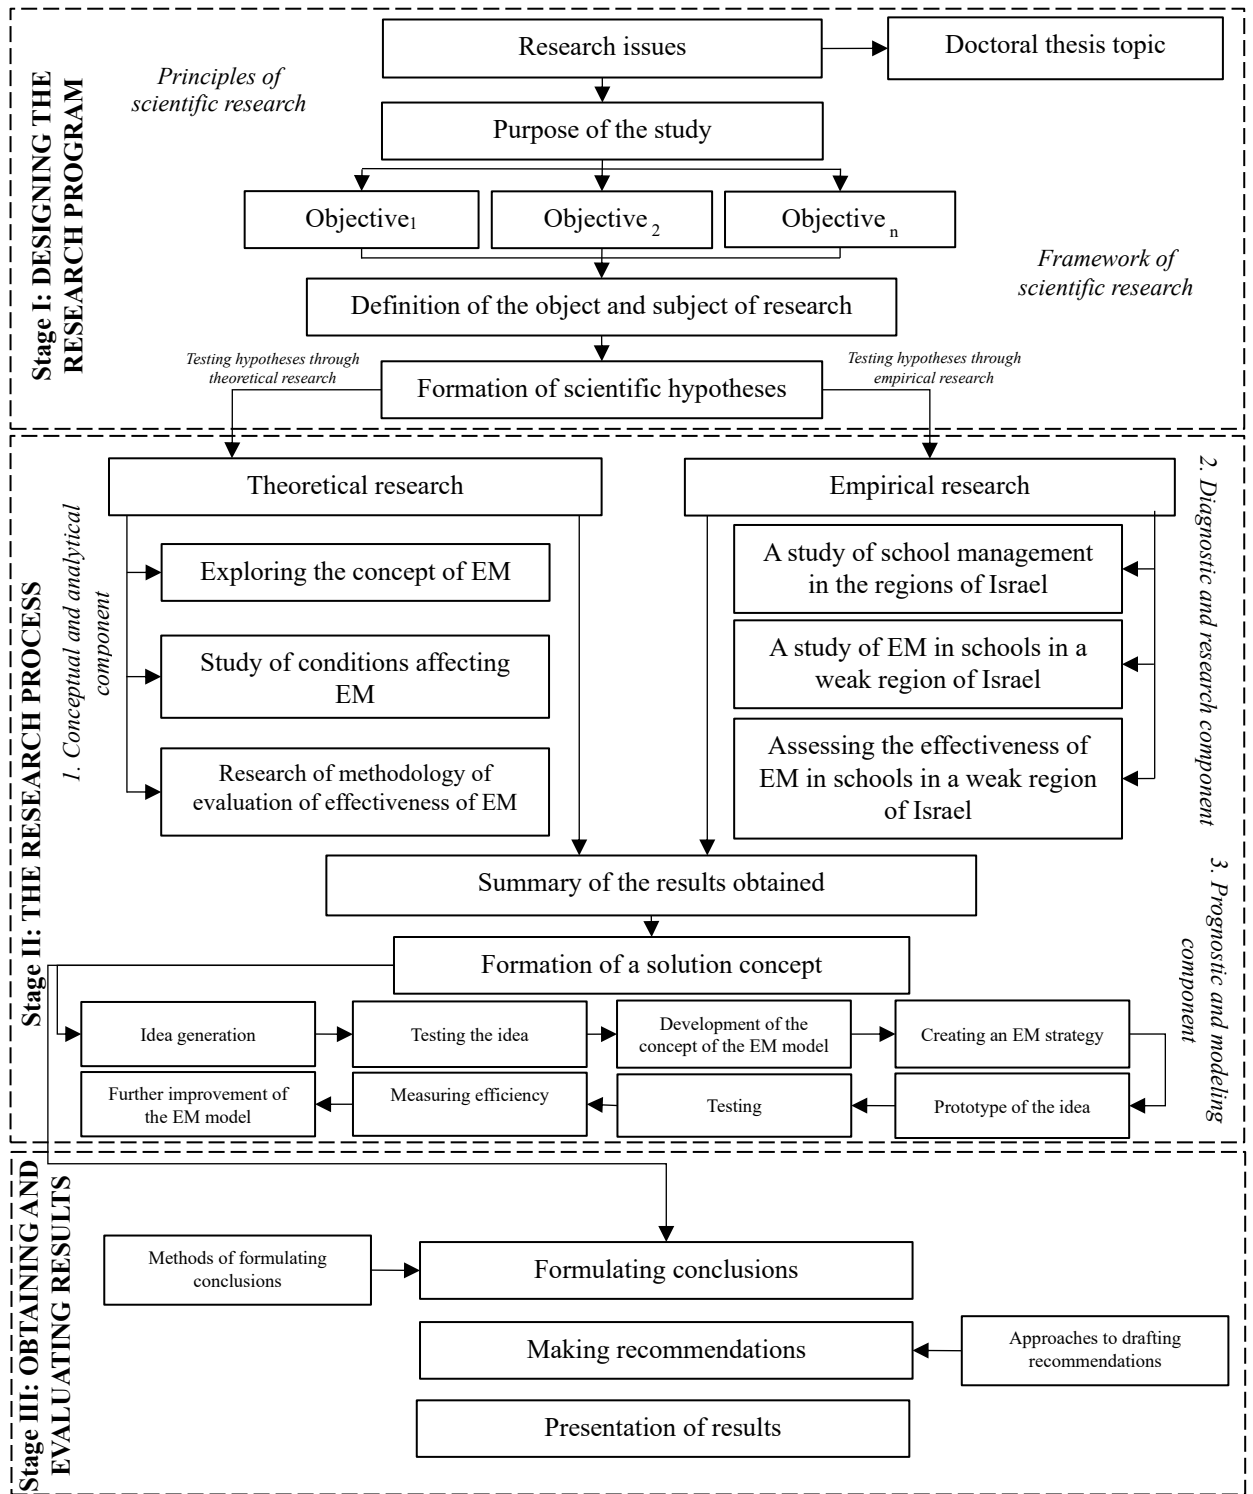 Stage I: DESIGNING THE
RESEARCH PROGRAM
Research issues
Doctoral thesis topic
Principles of
scientific research
Purpose of the study
Objective1
Objective 2
Objective n
Framework of
scientific research
Definition of the object and subject of research
Testing hypotheses through
theoretical research
Formation of scientific hypotheses
Testing hypotheses through
empirical research
Stage II: THE RESEARCH PROCESS
1. Conceptual and analytical
component
Theoretical research
Exploring the concept of EM
Study of conditions affecting
EM
Research of methodology of
evaluation of effectiveness of EM
Empirical research
A study of school management
in the regions of Israel
A study of EM in schools in a
weak region of Israel
Assessing the effectiveness of
EM in schools in a weak region
of Israel
2. Diagnostic and research component
Summary of the results obtained
Formation of a solution concept
3. Prognostic and modeling
component
Idea generation
Testing the idea
Development of the
concept of the EM model
Creating an EM strategy
Further improvement of
the EM model
Measuring efficiency
Testing
Prototype of the idea
Stage III: OBTAINING AND
EVALUATING RESULTS
Methods of formulating
conclusions
Formulating conclusions
Making recommendations
Approaches to drafting
recommendations
Presentation of results